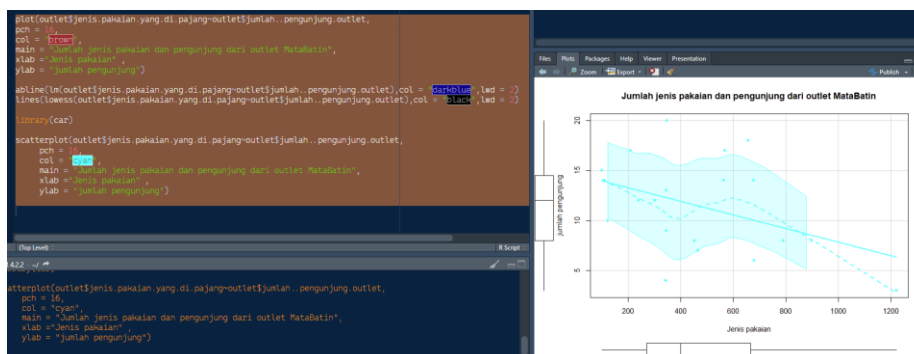 plot(outlet$jenis.pakaian.yang.di.pajang~outlet$jumlah..pengunjung.outlet,
pch = 16,
col = "brown",
main = "Jumlah jenis pakaian dan pengunjung dari outlet MataBatin",
xlab ="Jenis pakaian" ,
ylab = "jumlah pengunjung")
abline(lm(outlet$jenis.pakaian.yang.di.pajang~outlet$jumlah..pengunjung.outlet),col = "darkblue",lwd = 2)
lines(lowess(outlet$jenis.pakaian.yang.di.pajang~outlet$jumlah..pengunjung.outlet),col = "black",lwd = 2)
library(car)
scatterplot(outlet$jenis.pakaian.yang.di.pajang~outlet$jumlah..pengunjung.outlet,
pch = 16,
col = "cyan",
main = "Jumlah jenis pakaian dan pengunjung dari outlet MataBatin",
xlab ="Jenis pakaian" ,
ylab = "jumlah pengunjung")
(Top Level)
R Script
4.2.2 · ~/
atterplot(outlet$jenis.pakaian.yang.di.pajang~outlet$jumlah..pengunjung.outlet,
pch = 16,
col = "cyan",
main = "Jumlah jenis pakaian dan pengunjung dari outlet MataBatin",
xlab ="Jenis pakaian" ,
ylab = "jumlah pengunjung")
Files Plots Packages Help Viewer Presentation
Zoom Export Publish
Jumlah jenis pakaian dan pengunjung dari outlet MataBatin
20
15
10
5
jumlah pengunjung
200 400 600 800 1000 1200
Jenis pakaian